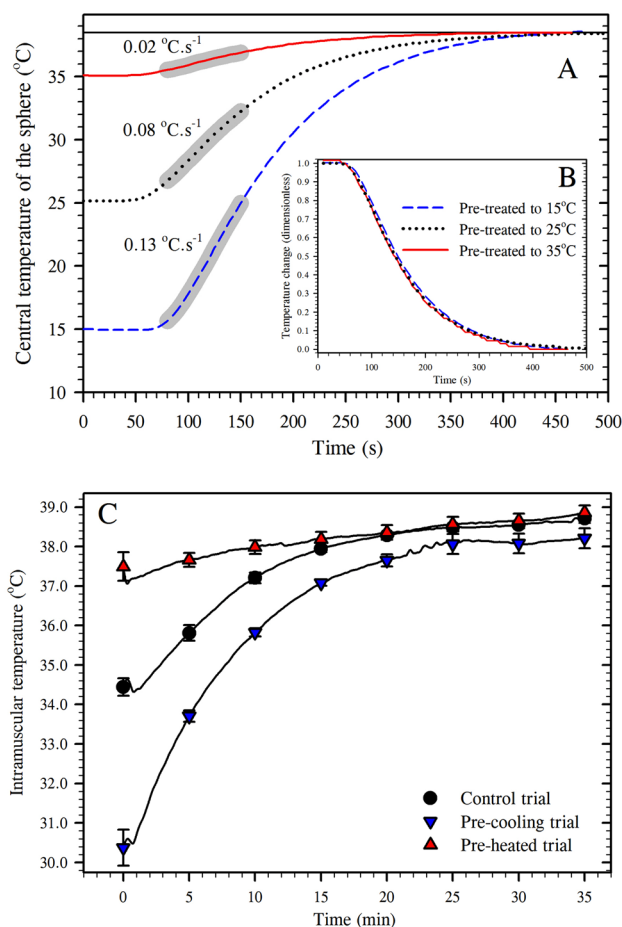 A
0.02 °C.s-1
0.08 °C.s-1
0.13 °C.s-1
Central temperature of the sphere (°C)
35
30
25
20
15
10
0 50 100 150 200 250 300 350 400 450 500
Time (s)
B
Pre-treated to 15°C
Pre-treated to 25°C
Pre-treated to 35°C
Temperature change (dimensionless)
1.0
0.9
0.8
0.7
0.6
0.5
0.4
0.3
0.2
0.1
0.0
0 100 200 300 400 500
Time (s)
C
Intramuscular temperature (°C)
39.0
38.0
37.0
36.0
35.0
34.0
33.0
32.0
31.0
30.0
Control trial
Pre-cooling trial
Pre-heated trial
0 5 10 15 20 25 30 35
Time (min)